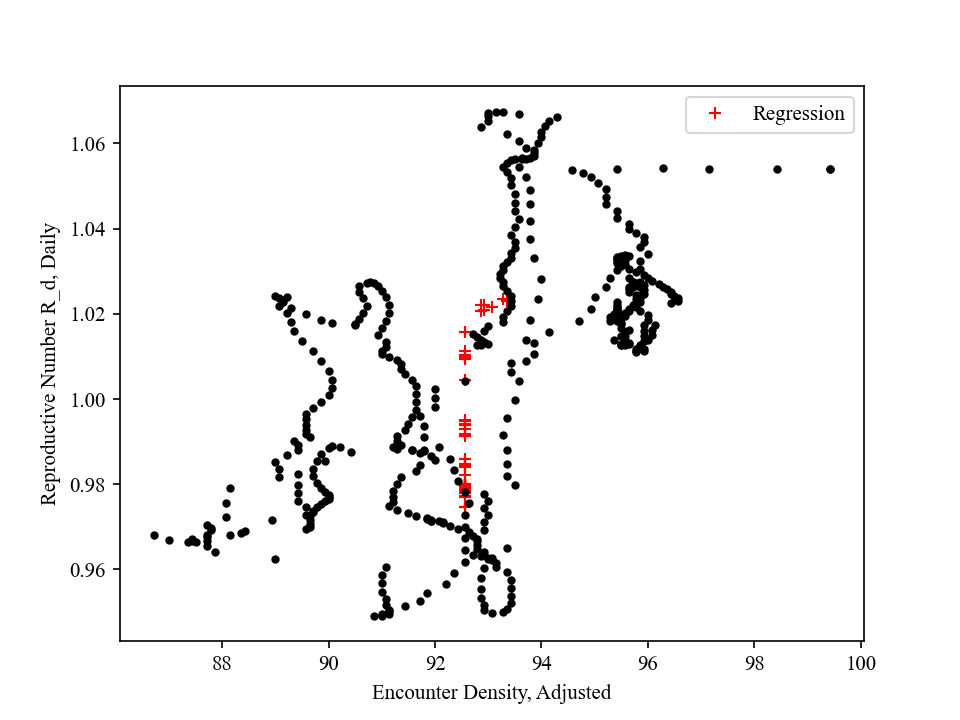 Regression
1.06
1.04
1.02
1.00
0.98
0.96
Reproductive Number R_d, Daily
88 90 92 94 96 98 100
Encounter Density, Adjusted